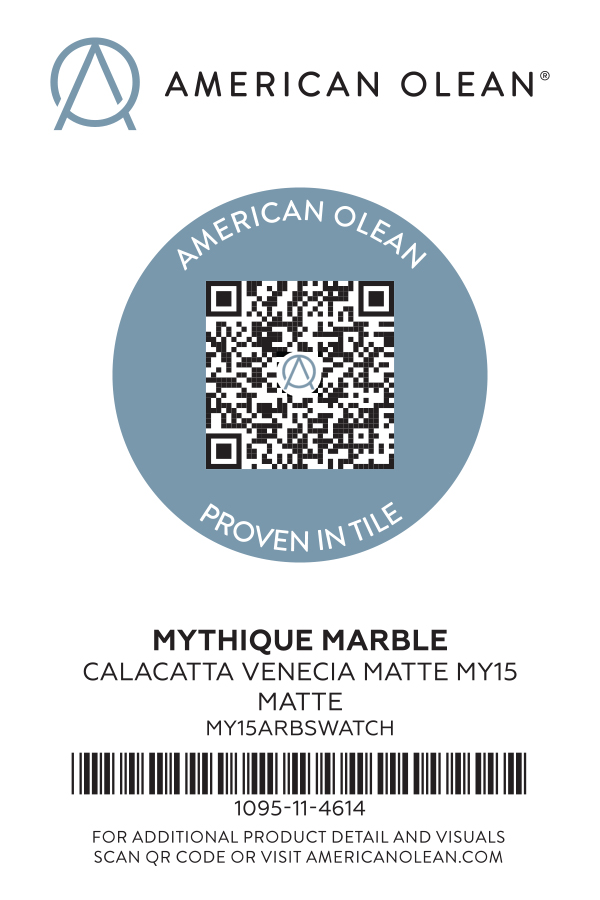 AMERICAN OLEAN®
AMERICAN OLEAN
PROVEN IN TILE
MYTHIQUE MARBLE
CALACATTA VENECIA MATTE MY15
MATTE
MY15ARBSWATCH
1095-11-4614
FOR ADDITIONAL PRODUCT DETAIL AND VISUALS
SCAN QR CODE OR VISIT AMERICANOLEAN.COM